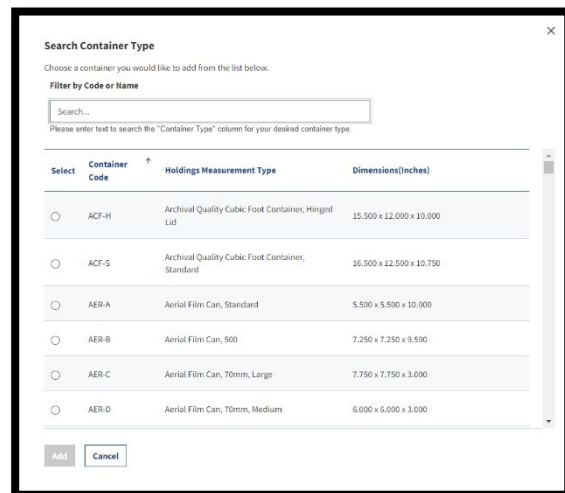 ×
Search Container Type
Choose a container you would like to add from the list below.
Filter by Code or Name
Search...
Please enter text to search the "Container Type" column for your desired container type.
Select Container Code ↑ Holdings Measurement Type Dimensions(Inches)
ACF-H Archival Quality Cubic Foot Container, Hinged Lid 15.500 x 12.000 x 10.000
ACF-S Archival Quality Cubic Foot Container, Standard 16.500 x 12.500 x 10.750
AER-A Aerial Film Can, Standard 5.500 x 5.500 x 10.000
AER-B Aerial Film Can, 500 7.250 x 7.250 x 9.500
AER-C Aerial Film Can, 70mm, Large 7.750 x 7.750 x 3.000
AER-D Aerial Film Can, 70mm, Medium 6.000 x 6.000 x 3.000
Add Cancel